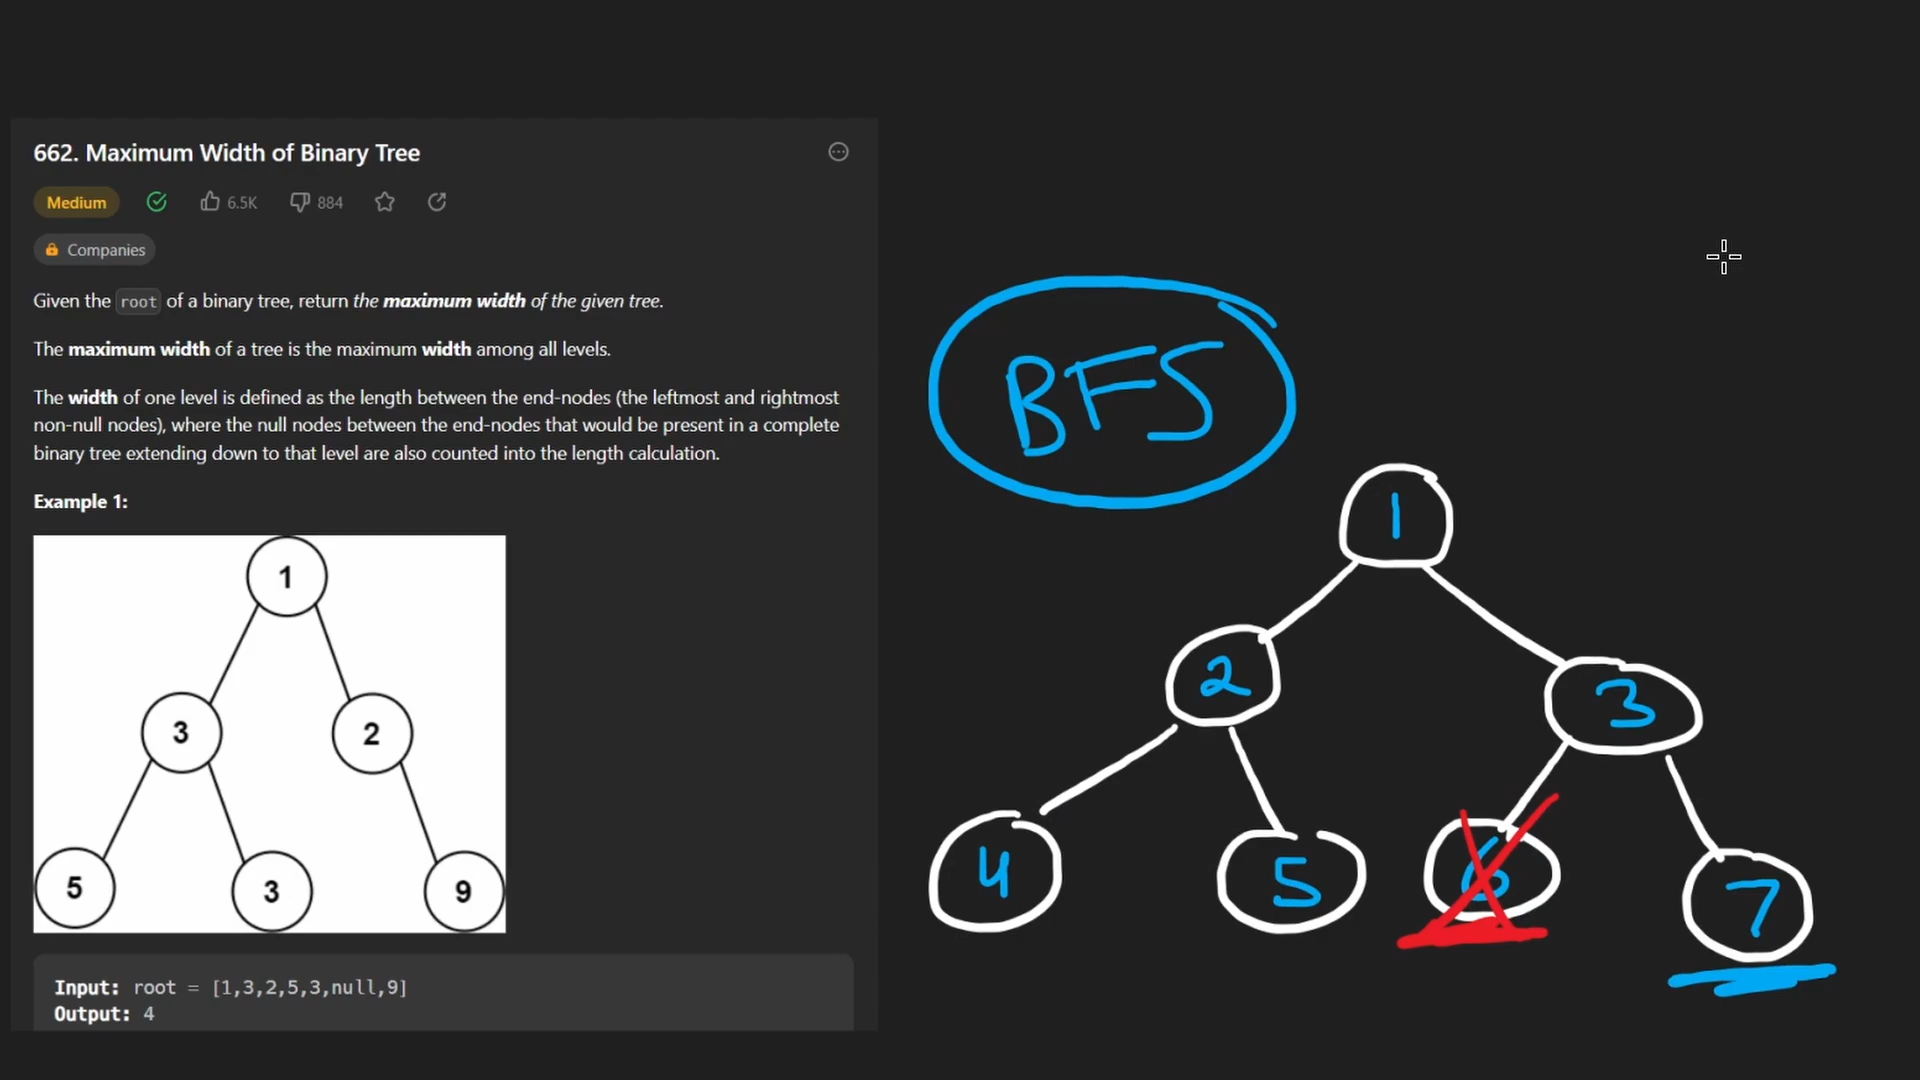 662. Maximum Width of Binary Tree
Medium 6.5K 884
Companies
Given the root of a binary tree, return the maximum width of the given tree.
The maximum width of a tree is the maximum width among all levels.
The width of one level is defined as the length between the end-nodes (the leftmost and rightmost
non-null nodes), where the null nodes between the end-nodes that would be present in a complete
binary tree extending down to that level are also counted into the length calculation.
Example 1:
1
3 2
5 3 9
Input: root = [1,3,2,5,3,null,9]
Output: 4
BFS
1
2 3
4 5 6 7